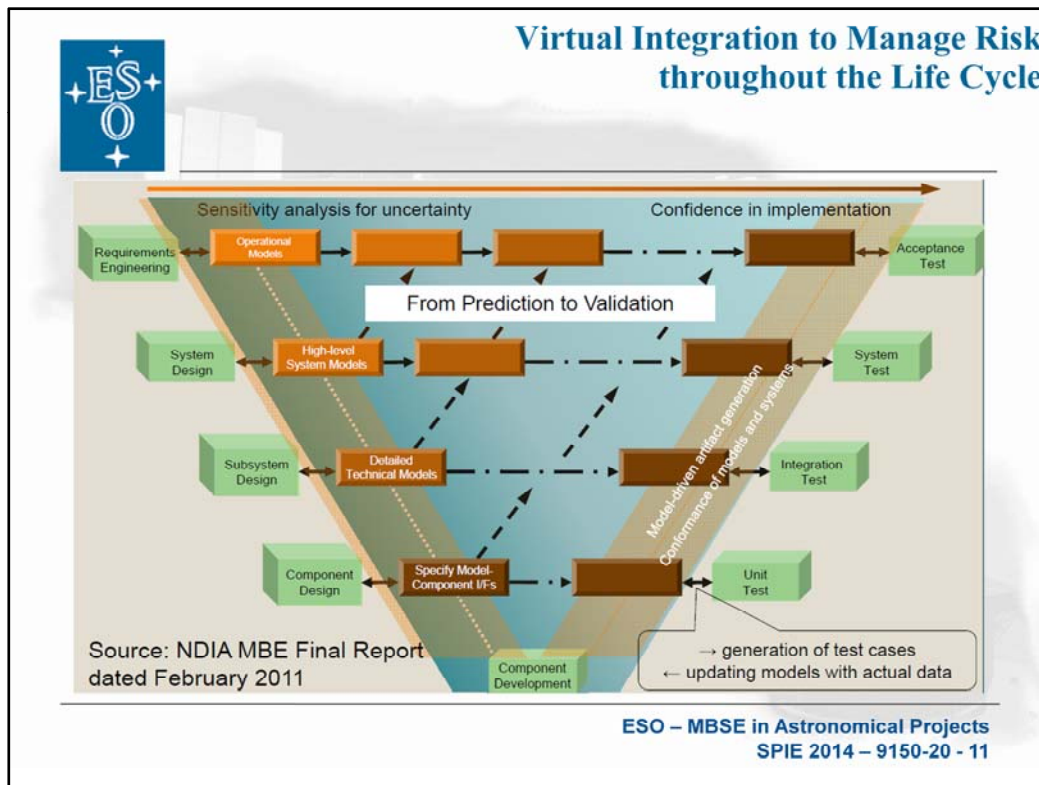 ESO
Virtual Integration to Manage Risk
throughout the Life Cycle
Sensitivity analysis for uncertainty
Confidence in implementation
Requirements
Engineering
Operational
Models
Acceptance
Test
From Prediction to Validation
System
Design
High-level
System Models
System
Test
Subsystem
Design
Detailed
Technical Models
Integration
Test
Model-driven artifact generation
Conformance of models and systems
Component
Design
Specify Model-
Component I/Fs
Unit
Test
Component
Development
→ generation of test cases
← updating models with actual data
Source: NDIA MBE Final Report
dated February 2011
ESO – MBSE in Astronomical Projects
SPIE 2014 – 9150-20 - 11